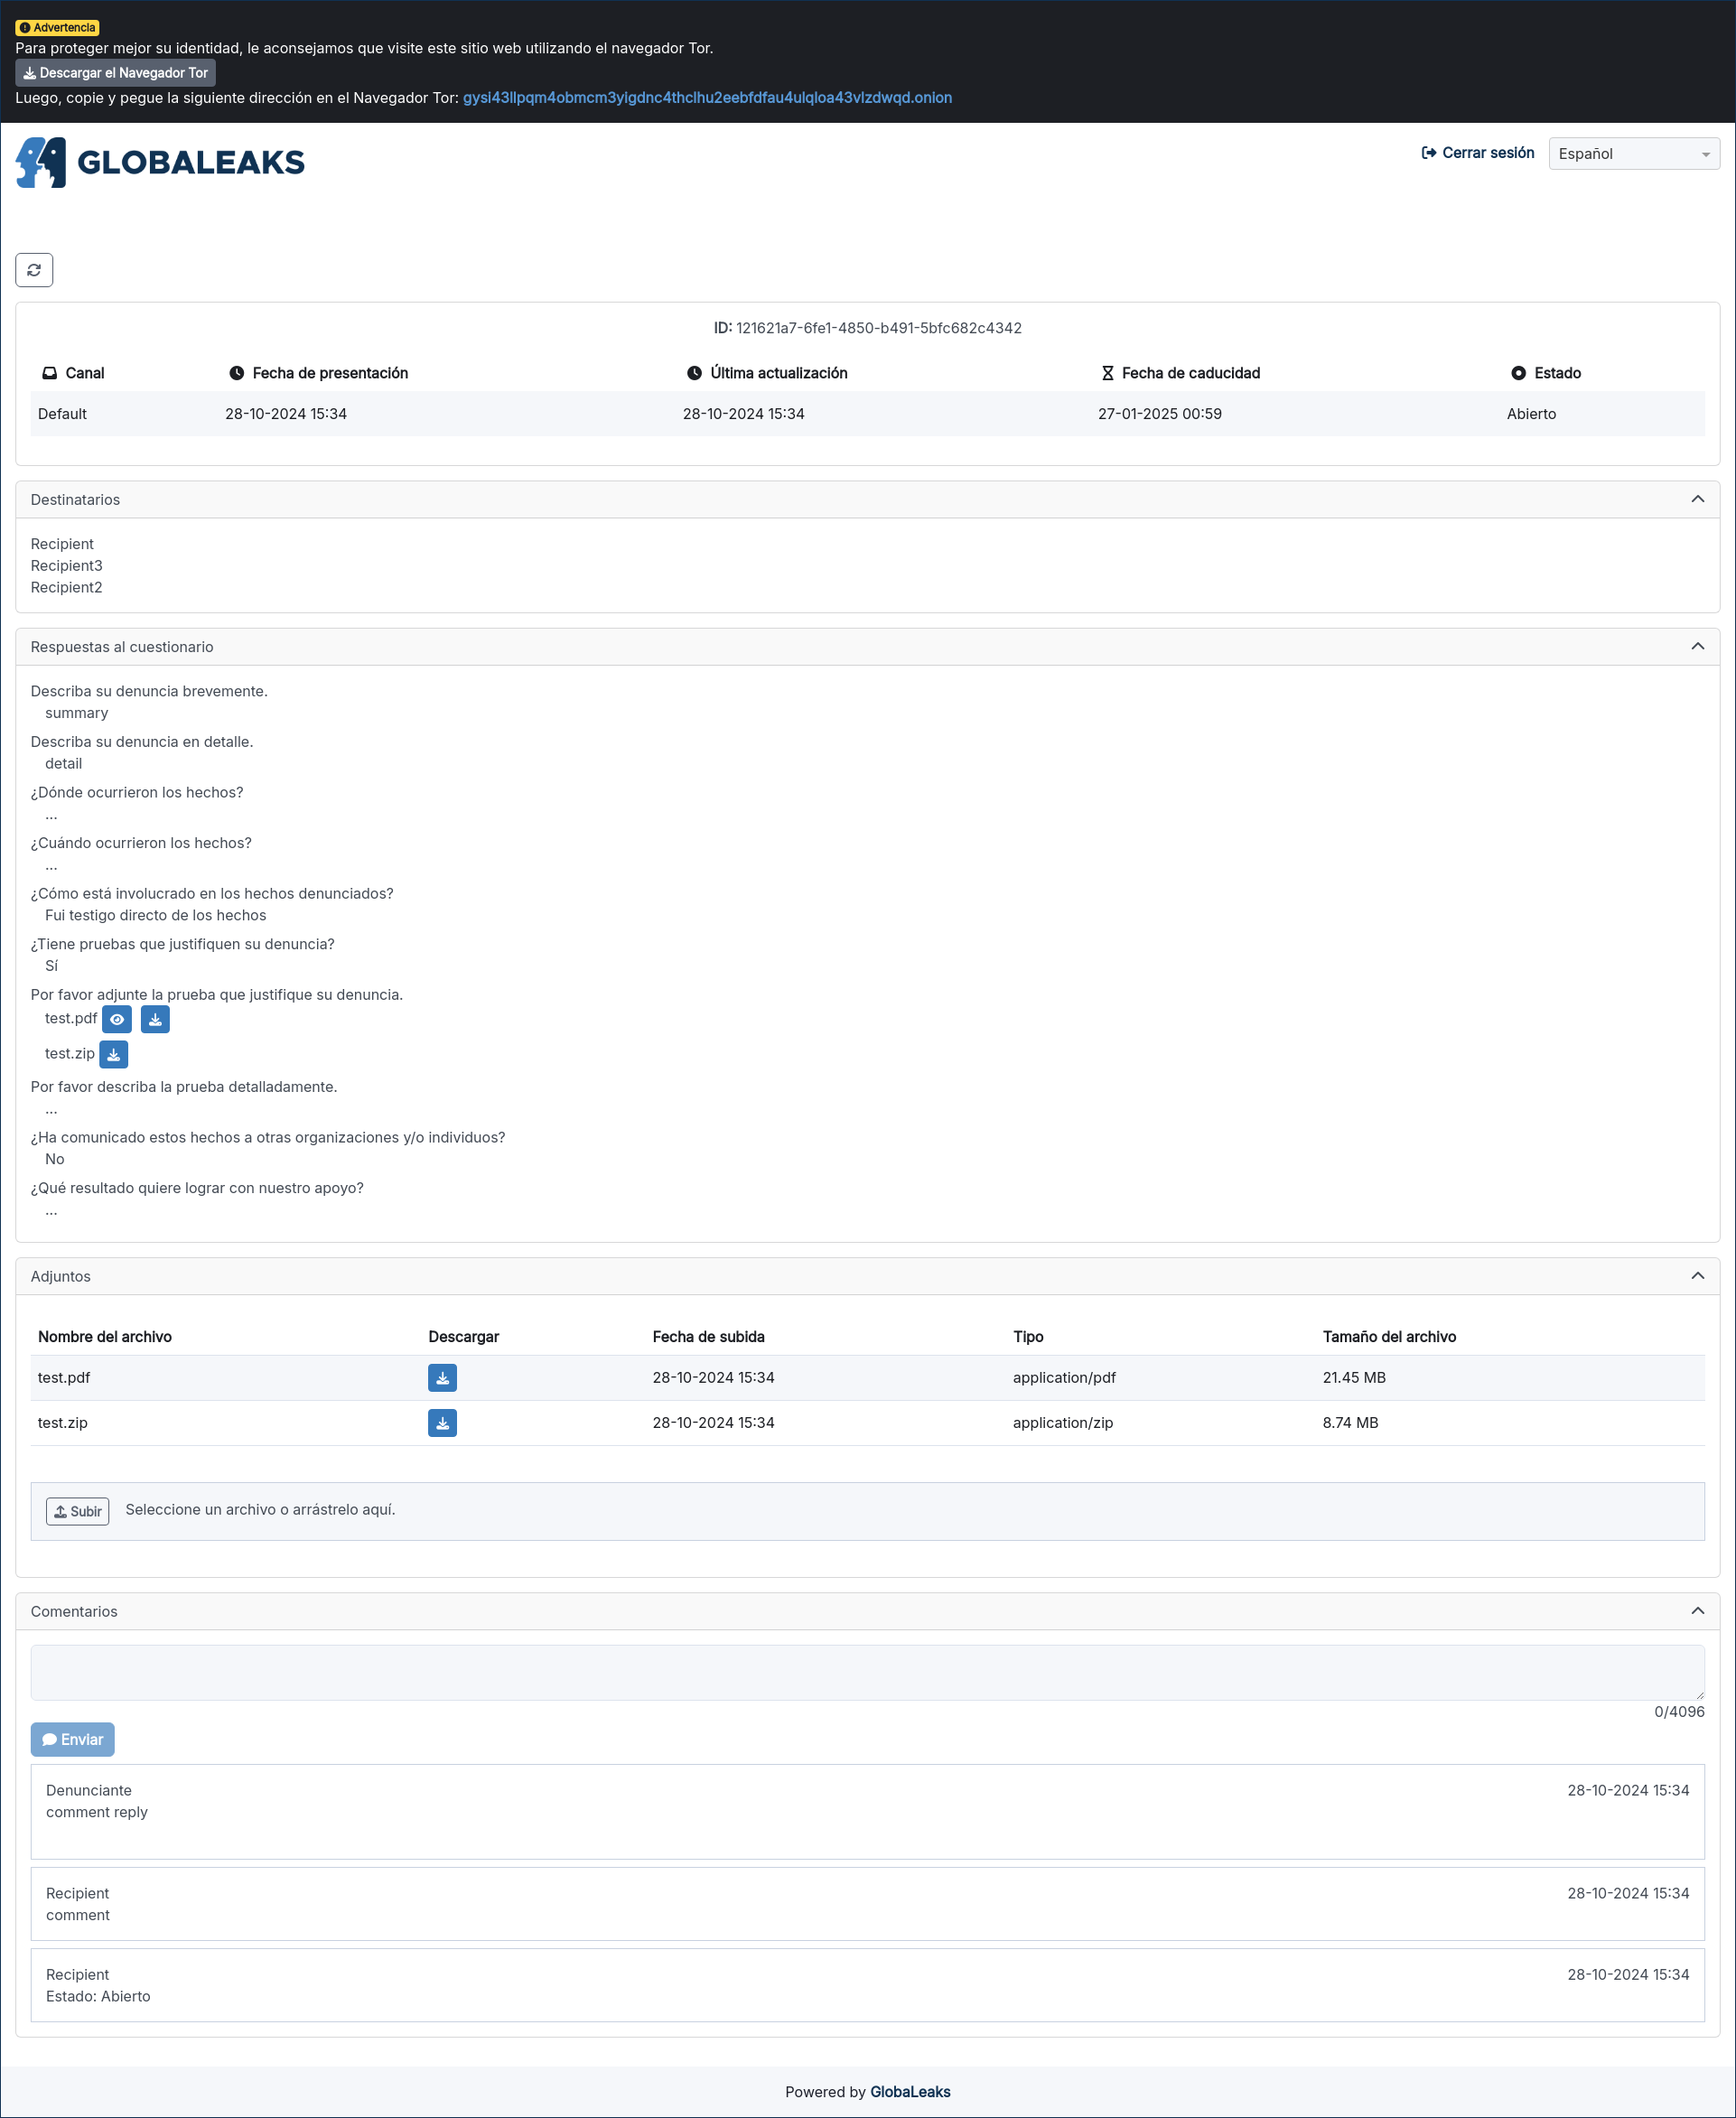 Advertencia
Para proteger mejor su identidad, le aconsejamos que visite este sitio web utilizando el navegador Tor.
Descargar el Navegador Tor
Luego, copie y pegue la siguiente dirección en el Navegador Tor: gysi43llpqm4obmcm3yigdnc4thclhu2eebfdfau4ulqloa43vlzdwqd.onion
GLOBALEAKS
Cerrar sesión
Español
ID: 121621a7-6fe1-4850-b491-5bfc682c4342
Canal Fecha de presentación Última actualización Fecha de caducidad Estado
Default 28-10-2024 15:34 28-10-2024 15:34 27-01-2025 00:59 Abierto
Destinatarios
Recipient
Recipient3
Recipient2
Respuestas al cuestionario
Describa su denuncia brevemente.
summary
Describa su denuncia en detalle.
detail
¿Dónde ocurrieron los hechos?
...
¿Cuándo ocurrieron los hechos?
...
¿Cómo está involucrado en los hechos denunciados?
Fui testigo directo de los hechos
¿Tiene pruebas que justifiquen su denuncia?
Sí
Por favor adjunte la prueba que justifique su denuncia.
test.pdf
test.zip
Por favor describa la prueba detalladamente.
...
¿Ha comunicado estos hechos a otras organizaciones y/o individuos?
No
¿Qué resultado quiere lograr con nuestro apoyo?
...
Adjuntos
Nombre del archivo Descargar Fecha de subida Tipo Tamaño del archivo
test.pdf 28-10-2024 15:34 application/pdf 21.45 MB
test.zip 28-10-2024 15:34 application/zip 8.74 MB
Subir Seleccione un archivo o arrástrelo aquí.
Comentarios
0/4096
Enviar
Denunciante 28-10-2024 15:34
comment reply
Recipient 28-10-2024 15:34
comment
Recipient 28-10-2024 15:34
Estado: Abierto
Powered by GlobaLeaks